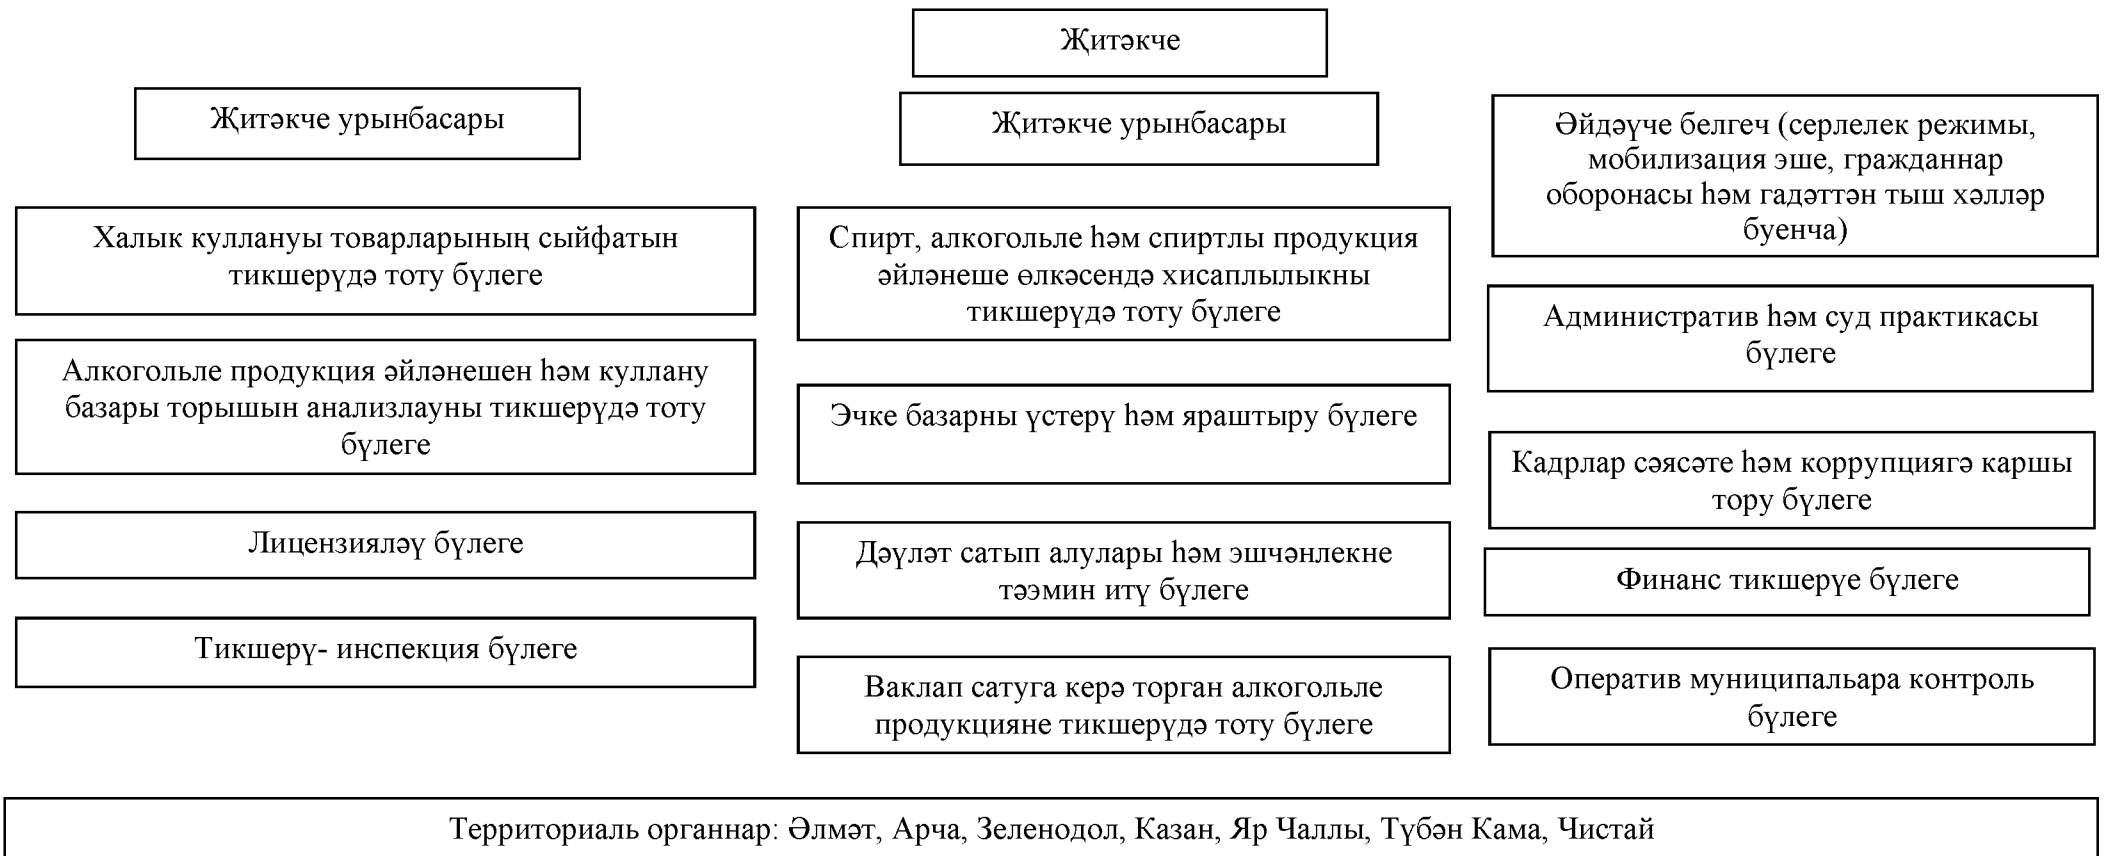 Җитәкче
Җитәкче урынбасары
Халык куллануы товарларының сыйфатын
тикшерүдә тоту бүлеге
Алкогольле продукция әйләнешен һәм куллану
базары торышын анализлауны тикшерүдә тоту
бүлеге
Лицензияләү бүлеге
Тикшерү- инспекция бүлеге
Җитәкче урынбасары
Спирт, алкогольле һәм спиртлы продукция
әйләнеше өлкәсендә хисаплылыкны
тикшерүдә тоту бүлеге
Эчке базарны үстерү һәм яраштыру бүлеге
Дәүләт сатып алулары һәм эшчәнлекне
тәэмин итү бүлеге
Ваклап сатуга керә торган алкогольле
продукцияне тикшерүдә тоту бүлеге
Әйдәүче белгеч (серлелек режимы,
мобилизация эше, гражданнар
оборонасы һәм гадәттән тыш хәлләр
буенча)
Административ һәм суд практикасы
бүлеге
Кадрлар сәясәте һәм коррупциягә каршы
тору бүлеге
Финанс тикшерүе бүлеге
Оператив муниципальара контроль
бүлеге
Территориаль органнар: Әлмәт, Арча, Зеленодол, Казан, Яр Чаллы, Түбән Кама, Чистай